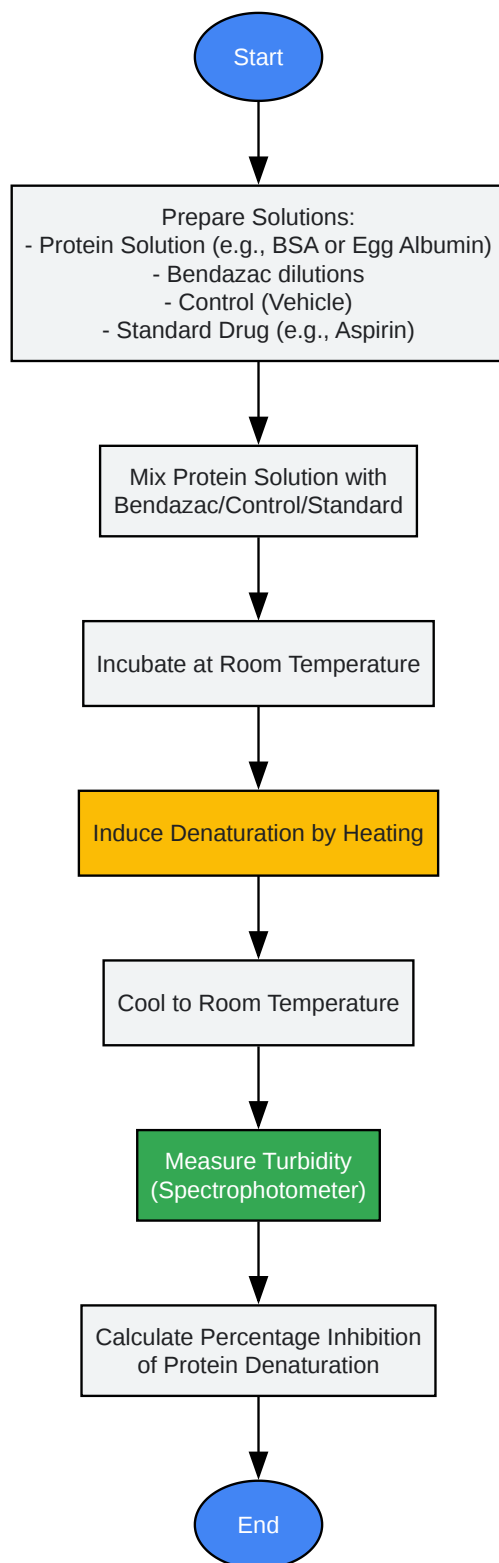 Start
Prepare Solutions:
- Protein Solution (e.g., BSA or Egg Albumin)
- Bendazac dilutions
- Control (Vehicle)
- Standard Drug (e.g., Aspirin)
Mix Protein Solution with
Bendazac/Control/Standard
Incubate at Room Temperature
Induce Denaturation by Heating
Cool to Room Temperature
Measure Turbidity
(Spectrophotometer)
Calculate Percentage Inhibition
of Protein Denaturation
End